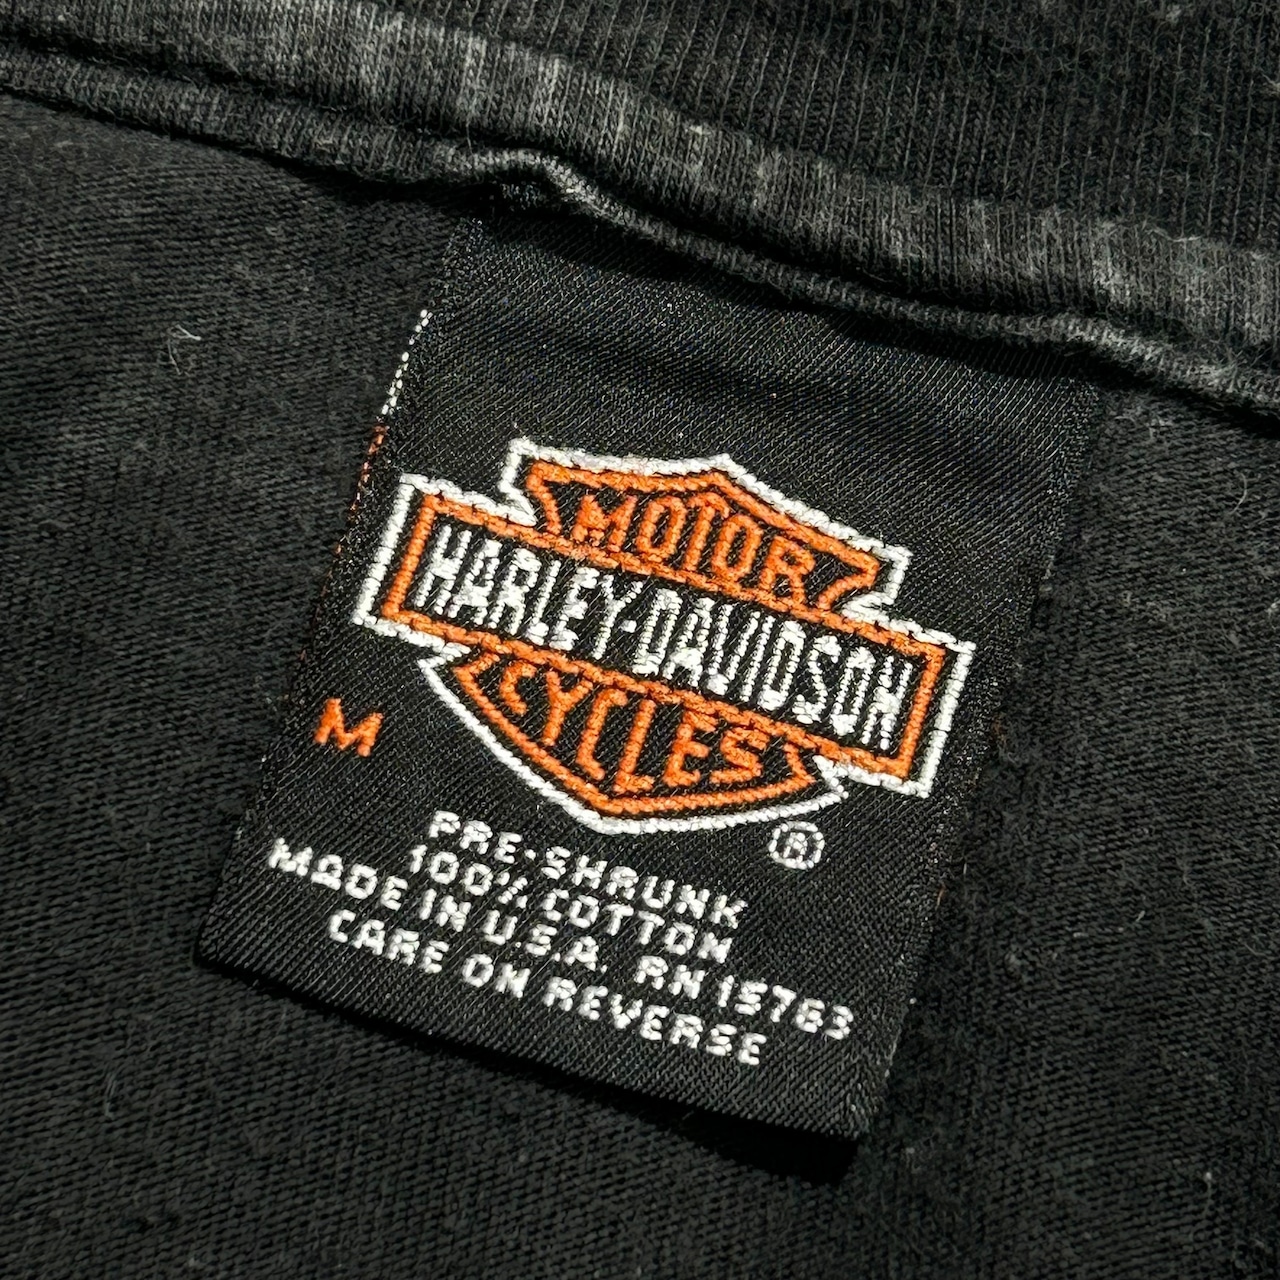 MOTOR
HARLEY-DAVIDSON
CYCLES
®
M
PRE-SHRUNK
100% COTTON
MADE IN U.S.A. RN 15763
CARE ON REVERSE